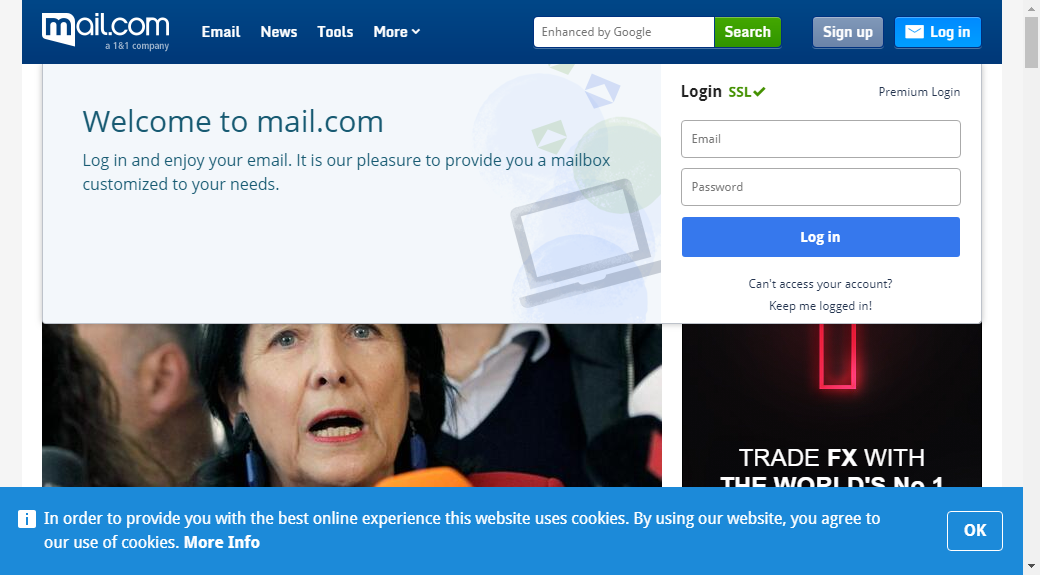 mail.com
a 1&1 company
Email
News
Tools
More
Enhanced by Google
Search
Sign up
Log in
Welcome to mail.com
Log in and enjoy your email. It is our pleasure to provide you a mailbox
customized to your needs.
Login SSL
Premium Login
Email
Password
Log in
Can't access your account?
Keep me logged in!
TRADE FX WITH
THE WORLD'S No 1
i In order to provide you with the best online experience this website uses cookies. By using our website, you agree to
our use of cookies. More Info
OK